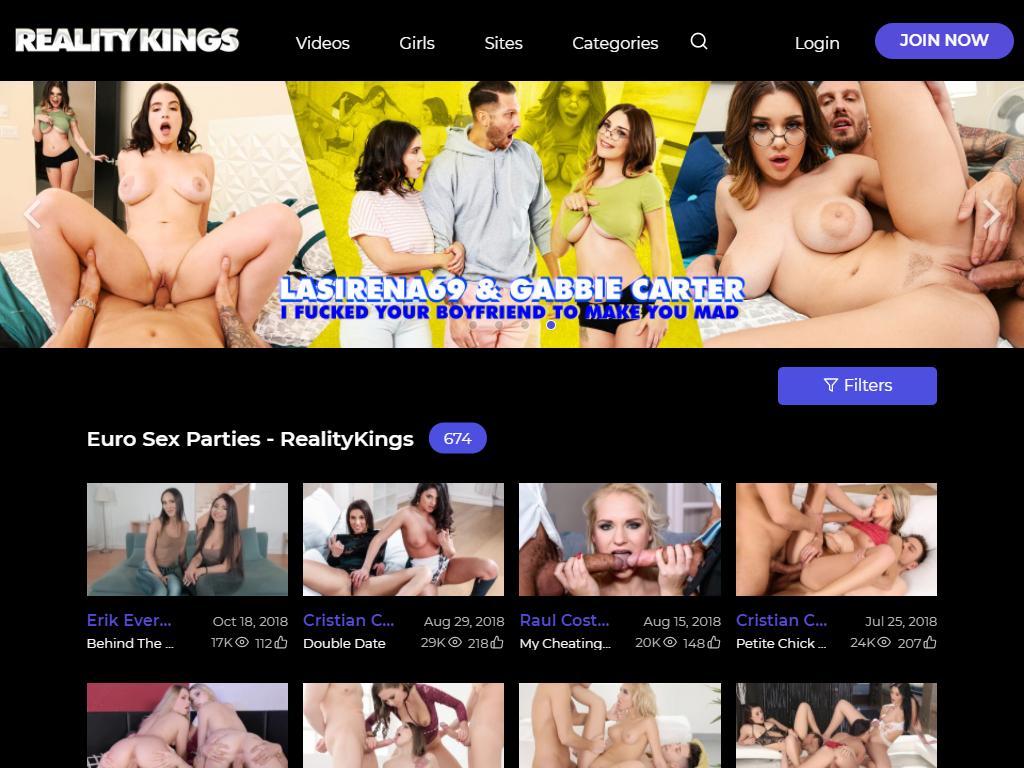 REALITY KINGS
Videos
Girls
Sites
Categories
Login
JOIN NOW
LASIRENA69 & GABBIE CARTER
I FUCKED YOUR BOYFRIEND TO MAKE YOU MAD
Filters
Euro Sex Parties - RealityKings 674
Erik Ever... Oct 18, 2018
Behind The ... 17K 112
Cristian C... Aug 29, 2018
Double Date 29K 218
Raul Cost... Aug 15, 2018
My Cheating... 20K 148
Cristian C... Jul 25, 2018
Petite Chick ... 24K 207